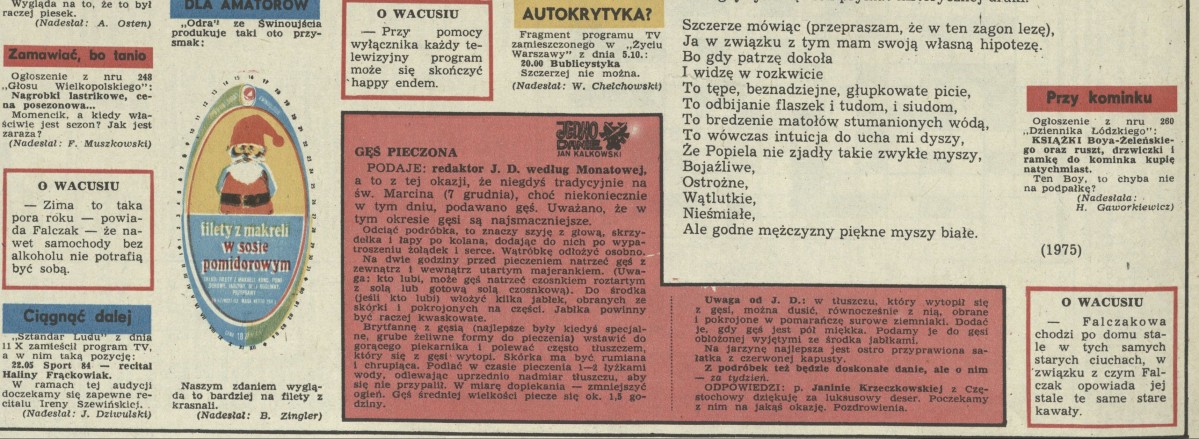 Wygląda na to, że to był
raczej piesek.
(Nadesłał: A. Osten)
Zamawiać, bo tanio
Ogłoszenie z nru 248
„Głosu Wielkopolskiego”:
Nagrobki lastrikowe, ce-
na posezonowa...
Momencik, a kiedy wła-
ściwie jest sezon? Jak jest
zaraza?
(Nadesłał: F. Muszkowski)
O WACUSIU
— Zima to taka
pora roku — powia-
da Falczak — że na-
wet samochody bez
alkoholu nie potrafią
być sobą.
Ciągnąć dalej
„Sztandar Ludu” z dnia
11 X zamieścił program TV,
a w nim taką pozycję:
22.05 Sport 84 — recital
Haliny Frąckowiak.
W ramach tej audycji
doczekamy się zapewne re-
citalu Ireny Szewińskiej.
(Nadesłał: J. Dziwulski)
DLA AMATORÓW
„Odra” ze Świnoujścia
produkuje taki oto przy-
smak:
filety z makreli
w sosie
pomidorowym
Naszym zdaniem wyglą-
da to bardziej na filety z
krasnali.
(Nadesłał: B. Zingler)
O WACUSIU
— Przy pomocy
wyłącznika każdy te-
lewizyjny program
może się skończyć
happy endem.
AUTOKRYTYKA?
Fragment programu TV
zamieszczonego w „Życiu
Warszawy” z dnia 5.10.:
20.00 Bublicystyka
Szczerzej nie można.
(Nadesłał: W. Chełchowski)
JEDNO
DANIE
JAN KALKOWSKI
GĘŚ PIECZONA
PODAJE: redaktor J. D. według Monatowej,
a to z tej okazji, że niegdyś tradycyjnie na
św. Marcina (7 grudnia), choć niekoniecznie
w tym dniu, podawano gęś. Uważano, że w
tym okresie gęsi są najsmaczniejsze.
Odciąć podróbka, to znaczy szyję z głową, skrzy-
dełka i łapy po kolana, dodając do nich po wypa-
troszeniu żołądek i serce. Wątróbkę odłożyć osobno.
Na dwie godziny przed pieczeniem natrzeć gęś z
zewnątrz i wewnątrz utartym majerankiem. (Uwa-
ga: kto lubi, może gęś natrzeć czosnkiem roztartym
z solą lub gotową solą czosnkową). Do środka
(jeśli kto lubi) włożyć kilka jabłek, obranych ze
skórki i pokrojonych na części. Jabłka powinny
być raczej kwaskowate.
Brytfannę z gęsią (najlepsze były kiedyś specjal-
ne, grube żeliwne formy do pieczenia) wstawić do
gorącego piekarnika i polewać często tłuszczem,
który się z gęsi wytopi. Skórka ma być rumiana
i chrupiąca. Podlać w czasie pieczenia 1—2 łyżkami
wody, odlewając uprzednio nadmiar tłuszczu, aby
się nie przypalił. W miarę dopiekania — zmniejszyć
ogień. Gęś średniej wielkości piecze się ok. 1,5 go-
dziny.
Uwaga od J. D.: w tłuszczu, który wytopił się
z gęsi, można dusić, równocześnie z nią, obrane
i pokrojone w pomarańczę surowe ziemniaki. Dodać
je, gdy gęś jest pół miękka. Podamy je do gęsi
obłożonej wyjętymi ze środka jabłkami.
Na jarzynę najlepsza jest ostro przyprawiona sa-
łatka z czerwonej kapusty.
Z podróbek też będzie doskonałe danie, ale o nim
— za tydzień.
ODPOWIEDZI: p. Janinie Krzeczkowskiej z Czę-
stochowy dziękuję za luksusowy deser. Poczekamy
z nim na jakąś okazję. Pozdrowienia.
Szczerze mówiąc (przepraszam, że w ten zagon lezę),
Ja w związku z tym mam swoją własną hipotezę.
Bo gdy patrzę dokoła
I widzę w rozkwicie
To tępe, beznadziejne, głupkowate picie,
To odbijanie flaszek i tudom, i siudom,
To bredzenie matołów stumanionych wódą,
To wówczas intuicja do ucha mi dyszy,
Że Popiela nie zjadły takie zwykłe myszy,
Bojaźliwe,
Ostrożne,
Wątlutkie,
Nieśmiałe,
Ale godne mężczyzny piękne myszy białe.
(1975)
Przy kominku
Ogłoszenie z nru 260
„Dziennika Łódzkiego”:
KSIĄŻKI Boya-Żeleńskie-
go oraz ruszt, drzwiczki i
ramkę do kominka kupię
natychmiast.
Ten Boy, to chyba nie
na podpałkę?
(Nadesłała:
H. Gaworkiewicz)
O WACUSIU
— Falczakowa
chodzi po domu sta-
le w tych samych
starych ciuchach, w
związku z czym Fal-
czak opowiada jej
stale te same stare
kawały.